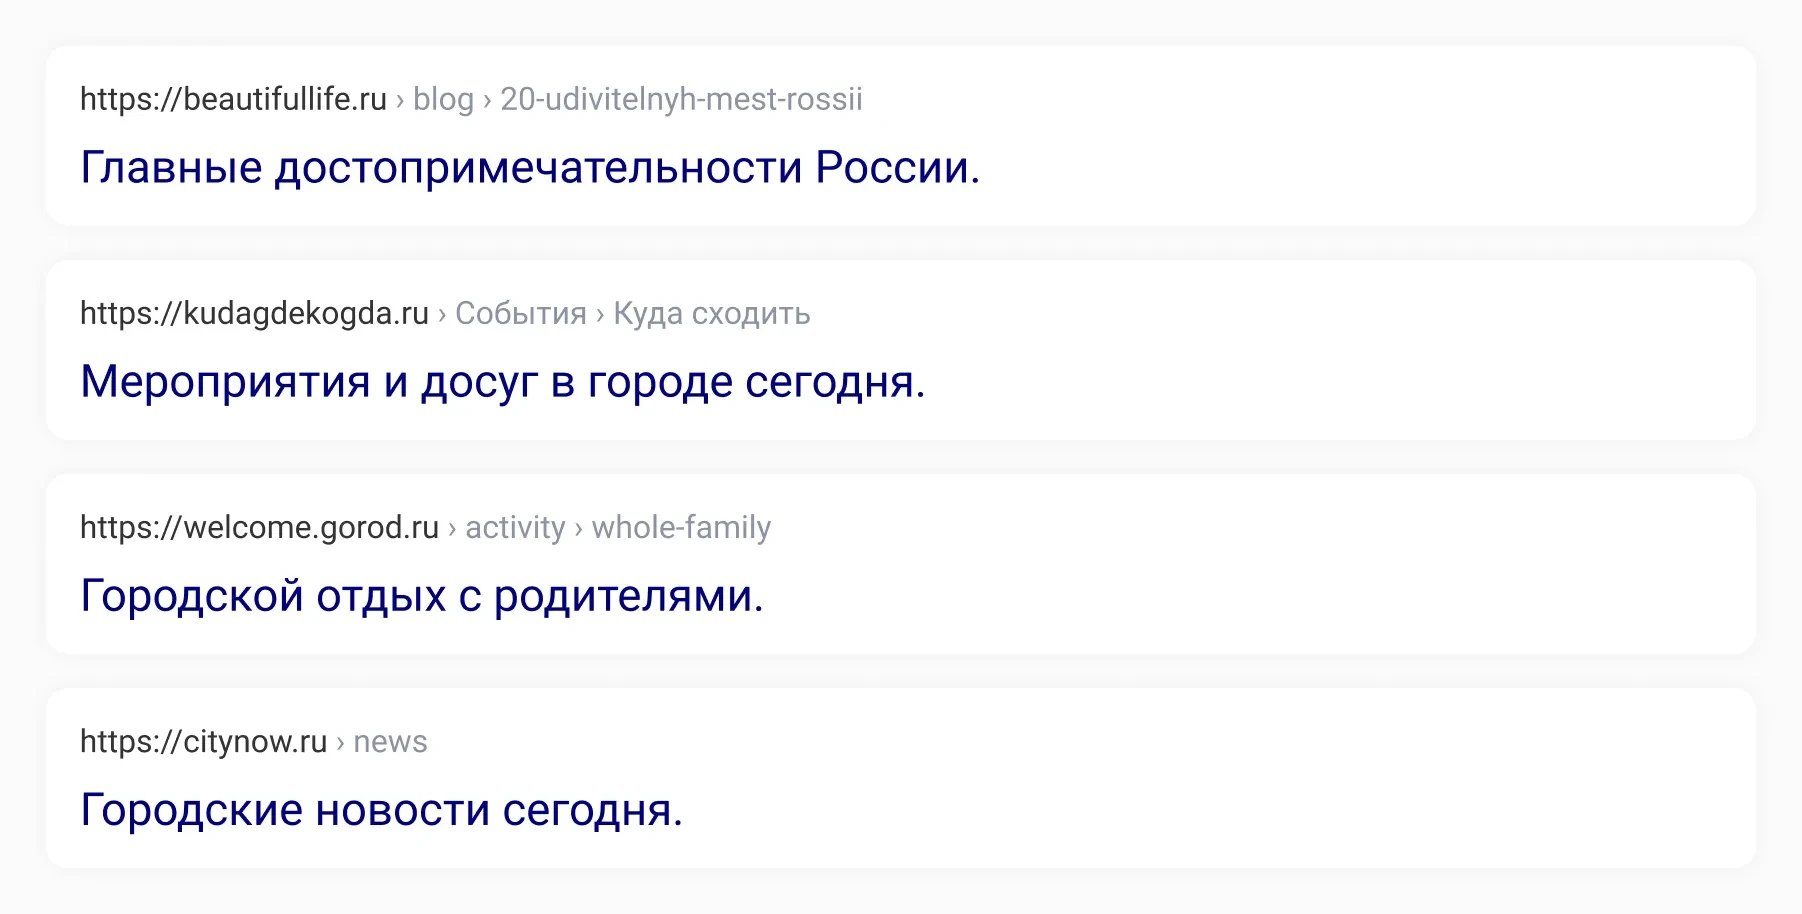 https://beautifullife.ru › blog › 20-udivitelnyh-mest-rossii
Главные достопримечательности России.
https://kudagdekogda.ru › События › Куда сходить
Мероприятия и досуг в городе сегодня.
https://welcome.gorod.ru › activity › whole-family
Городской отдых с родителями.
https://citynow.ru › news
Городские новости сегодня.